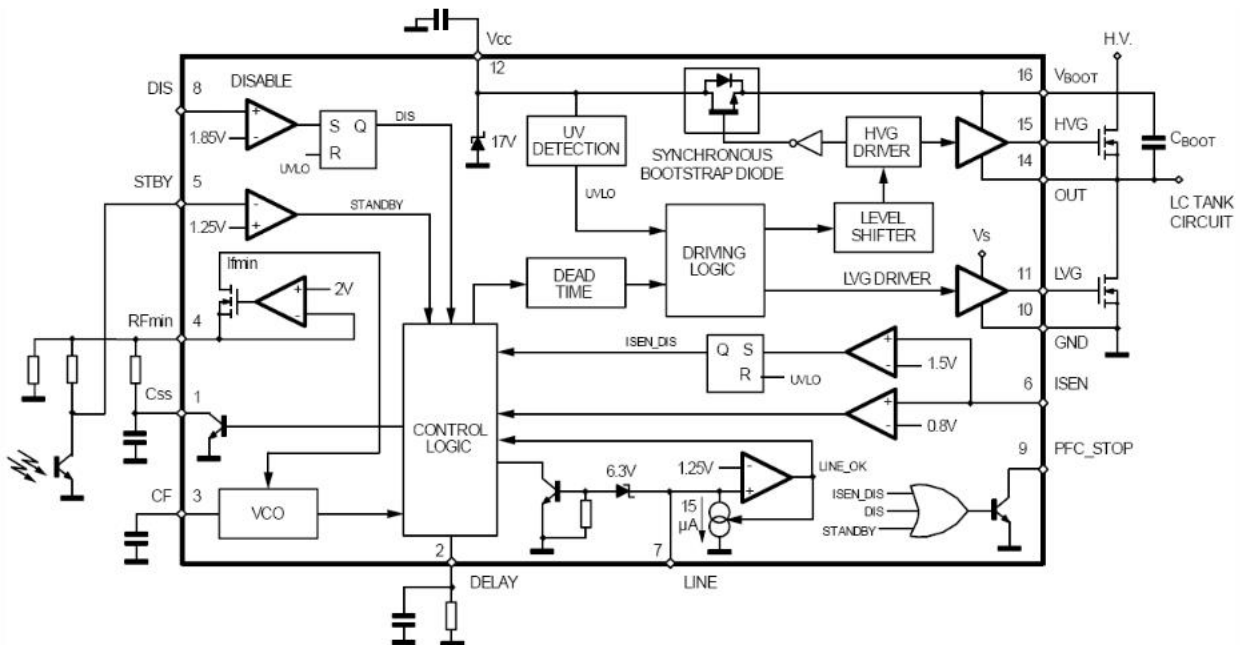 Vcc
12
H.V.
DIS
8
DISABLE
16
VBOOT
1.85V
S Q
R
DIS
UVLO
17V
UV
DETECTION
SYNCHRONOUS
BOOTSTRAP DIODE
HVG
DRIVER
15
HVG
CBOOT
14
OUT
LC TANK
CIRCUIT
STBY
5
1.25V
STANDBY
UVLO
LEVEL
SHIFTER
DRIVING
LOGIC
Vs
Ifmin
2V
DEAD
TIME
LVG DRIVER
11
LVG
10
GND
RFmin
4
ISEN_DIS
Q S
R
UVLO
1.5V
6
ISEN
0.8V
Css
1
CONTROL
LOGIC
9
PFC_STOP
6.3V
1.25V
LINE_OK
CF
3
VCO
15
µA
ISEN_DIS
DIS
STANDBY
2
DELAY
7
LINE